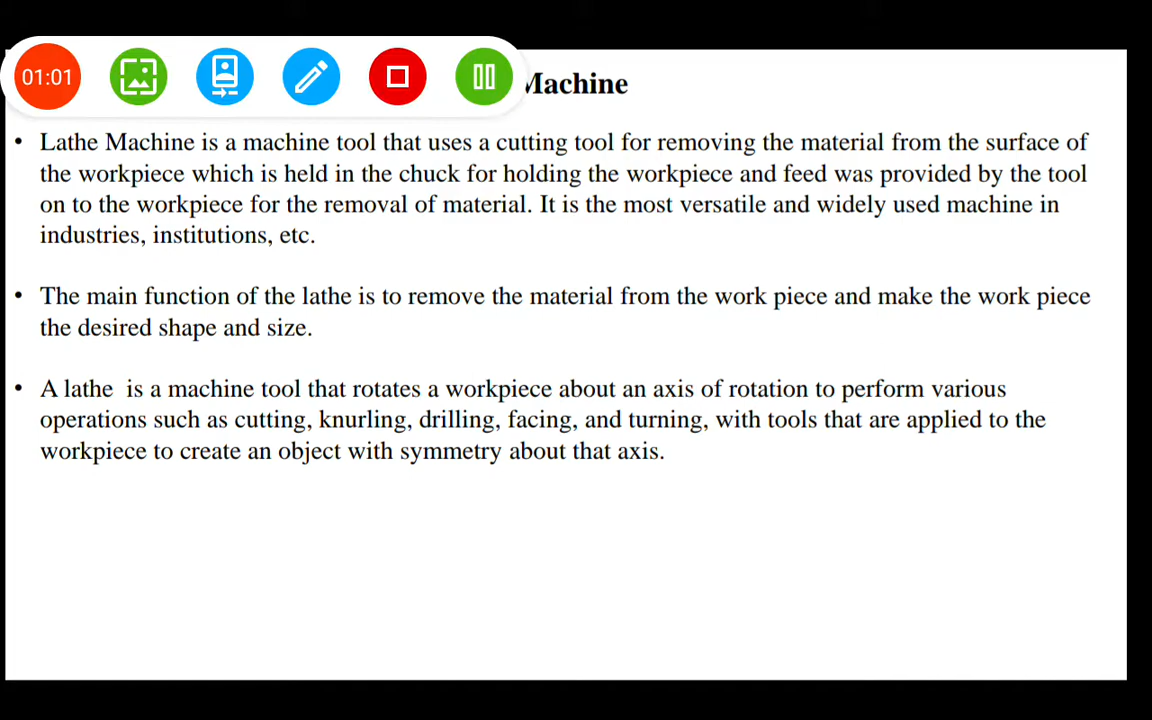 01:01
Machine
• Lathe Machine is a machine tool that uses a cutting tool for removing the material from the surface of
the workpiece which is held in the chuck for holding the workpiece and feed was provided by the tool
on to the workpiece for the removal of material. It is the most versatile and widely used machine in
industries, institutions, etc.
• The main function of the lathe is to remove the material from the work piece and make the work piece
the desired shape and size.
• A lathe  is a machine tool that rotates a workpiece about an axis of rotation to perform various
operations such as cutting, knurling, drilling, facing, and turning, with tools that are applied to the
workpiece to create an object with symmetry about that axis.